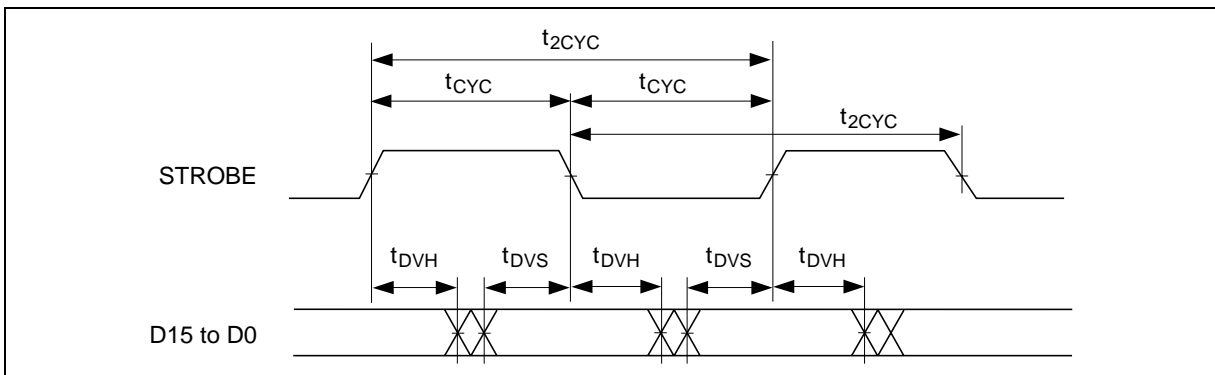 t2CYC
tCYC tCYC
t2CYC
STROBE
tDVH tDVS tDVH tDVS tDVH
D15 to D0